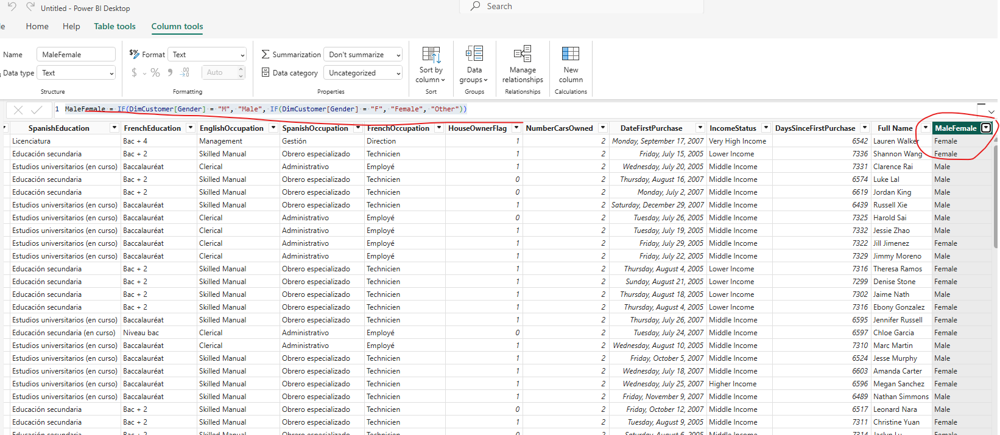 Untitled - Power BI Desktop
Search
Home Help Table tools Column tools
Name MaleFemale
Data type Text
Structure
Format Text
$ % 9 .00 Auto
Formatting
Summarization Don't summarize
Data category Uncategorized
Properties
Sort by
column
Sort
Data
groups
Groups
Manage
relationships
Relationships
New
column
Calculations
1 MaleFemale = IF(DimCustomer[Gender] = "M", "Male", IF(DimCustomer[Gender] = "F", "Female", "Other"))
SpanishEducation FrenchEducation EnglishOccupation SpanishOccupation FrenchOccupation HouseOwnerFlag NumberCarsOwned DateFirstPurchase IncomeStatus DaysSinceFirstPurchase Full Name MaleFemale
Licenciatura Bac + 4 Management Gestión Direction 1 2 Monday, September 17, 2007 Very High Income 6542 Lauren Walker Female
Educación secundaria Bac + 2 Skilled Manual Obrero especializado Technicien 1 2 Friday, July 15, 2005 Lower Income 7336 Shannon Wang Female
Estudios universitarios (en curso) Baccalauréat Clerical Administrativo Employé 1 2 Wednesday, July 20, 2005 Middle Income 7331 Clarence Rai Male
Educación secundaria Bac + 2 Skilled Manual Obrero especializado Technicien 0 2 Thursday, August 16, 2007 Middle Income 6574 Luke Lal Male
Educación secundaria Bac + 2 Skilled Manual Obrero especializado Technicien 0 2 Monday, July 2, 2007 Middle Income 6619 Jordan King Male
Estudios universitarios (en curso) Baccalauréat Skilled Manual Obrero especializado Technicien 1 2 Saturday, December 29, 2007 Middle Income 6439 Russell Xie Male
Estudios universitarios (en curso) Baccalauréat Clerical Administrativo Employé 0 2 Tuesday, July 26, 2005 Middle Income 7325 Harold Sai Male
Estudios universitarios (en curso) Baccalauréat Clerical Administrativo Employé 1 2 Tuesday, July 19, 2005 Middle Income 7332 Jessie Zhao Male
Estudios universitarios (en curso) Baccalauréat Clerical Administrativo Employé 1 2 Friday, July 29, 2005 Middle Income 7322 Jill Jimenez Female
Estudios universitarios (en curso) Baccalauréat Clerical Administrativo Employé 1 2 Friday, July 22, 2005 Middle Income 7329 Jimmy Moreno Male
Educación secundaria Bac + 2 Skilled Manual Obrero especializado Technicien 1 2 Thursday, August 4, 2005 Lower Income 7316 Theresa Ramos Female
Educación secundaria Bac + 2 Skilled Manual Obrero especializado Technicien 1 2 Sunday, August 21, 2005 Lower Income 7299 Denise Stone Female
Educación secundaria Bac + 2 Skilled Manual Obrero especializado Technicien 1 2 Thursday, August 18, 2005 Lower Income 7302 Jaime Nath Male
Educación secundaria Bac + 2 Skilled Manual Obrero especializado Technicien 1 2 Thursday, August 4, 2005 Lower Income 7316 Ebony Gonzalez Female
Estudios universitarios (en curso) Baccalauréat Skilled Manual Obrero especializado Technicien 1 2 Thursday, July 26, 2007 Middle Income 6595 Jennifer Russell Female
Educación secundaria (en curso) Niveau bac Clerical Administrativo Employé 0 2 Tuesday, July 24, 2007 Middle Income 6597 Chloe Garcia Female
Estudios universitarios (en curso) Baccalauréat Clerical Administrativo Employé 1 2 Wednesday, August 10, 2005 Middle Income 7310 Marc Martin Male
Estudios universitarios (en curso) Baccalauréat Skilled Manual Obrero especializado Technicien 1 2 Friday, October 5, 2007 Middle Income 6524 Jesse Murphy Male
Estudios universitarios (en curso) Baccalauréat Skilled Manual Obrero especializado Technicien 1 2 Wednesday, July 18, 2007 Middle Income 6603 Amanda Carter Female
Estudios universitarios (en curso) Baccalauréat Skilled Manual Obrero especializado Technicien 1 2 Wednesday, July 25, 2007 Higher Income 6596 Megan Sanchez Female
Estudios universitarios (en curso) Baccalauréat Skilled Manual Obrero especializado Technicien 1 2 Friday, November 9, 2007 Middle Income 6489 Nathan Simmons Male
Educación secundaria Bac + 2 Skilled Manual Obrero especializado Technicien 0 2 Friday, October 12, 2007 Middle Income 6517 Leonard Nara Male
Educación secundaria Bac + 2 Skilled Manual Obrero especializado Technicien 1 2 Tuesday, August 9, 2005 Middle Income 7311 Christine Yuan Female